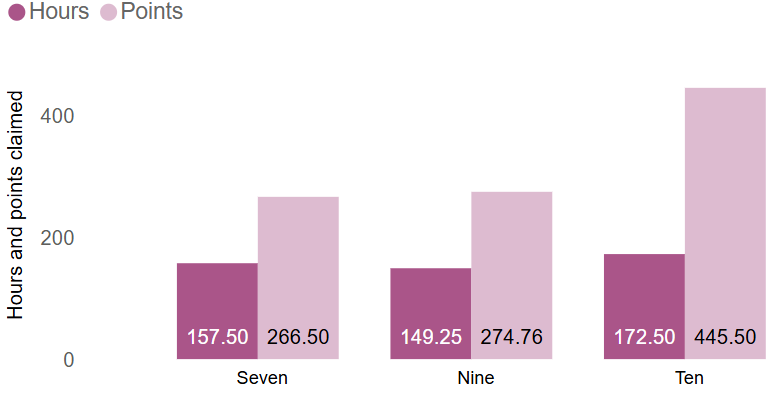 Hours Points
Hours and points claimed
400
200
0
157.50 266.50 149.25 274.76 172.50 445.50
Seven Nine Ten